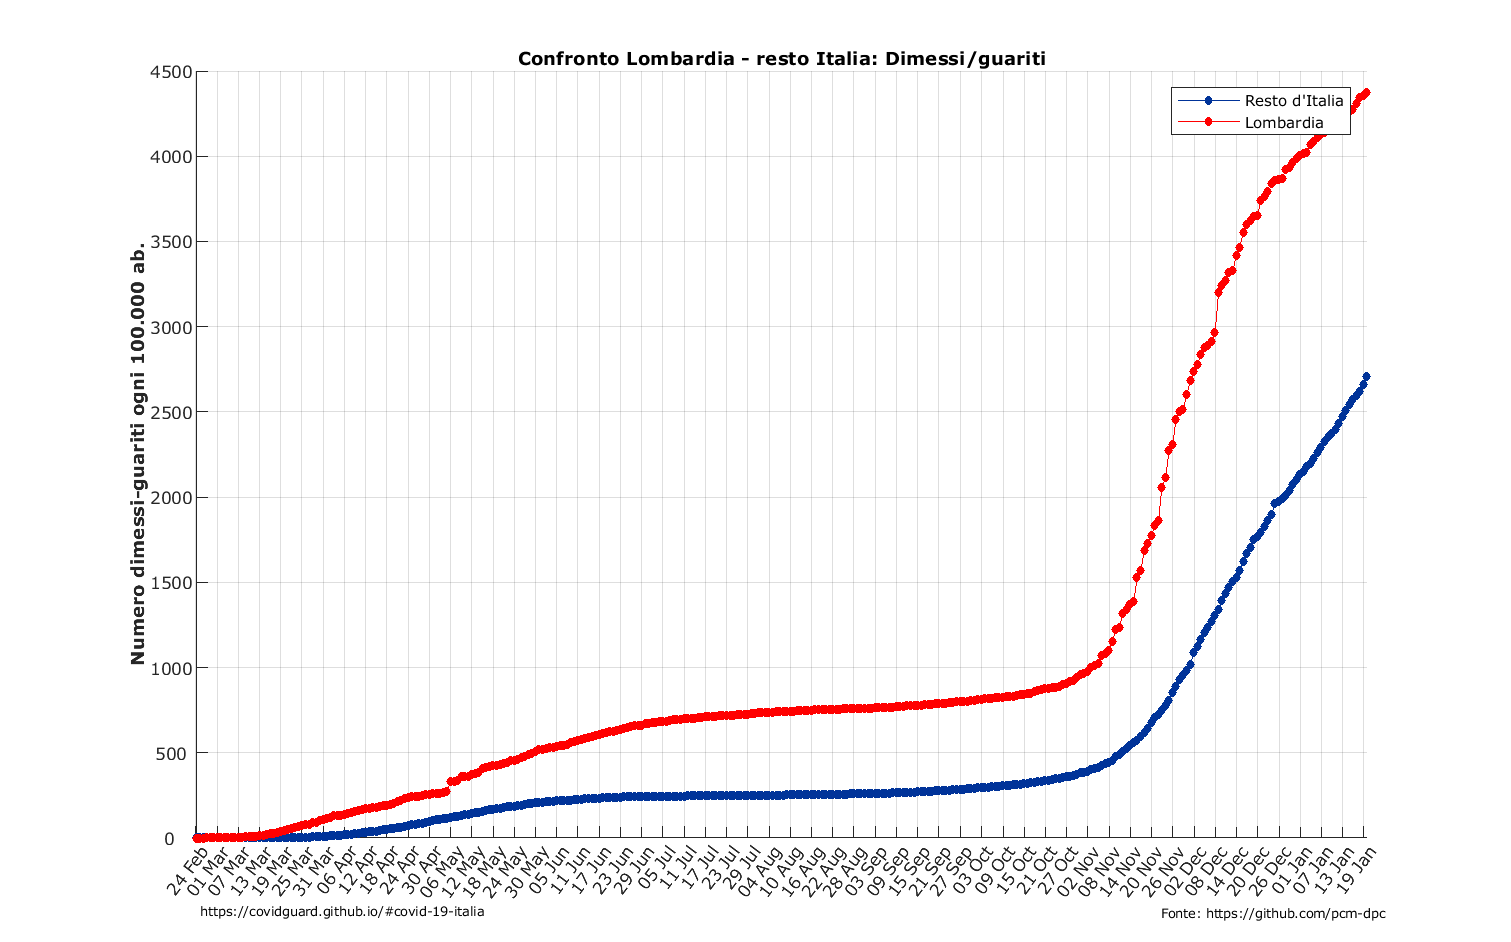 Confronto Lombardia - resto Italia: Dimessi/guariti
Numero dimessi-guariti ogni 100.000 ab.
4500
4000
3500
3000
2500
2000
1500
1000
500
0
Resto d'Italia
Lombardia
24 Feb
01 Mar
07 Mar
13 Mar
19 Mar
25 Mar
31 Mar
06 Apr
12 Apr
18 Apr
24 Apr
30 Apr
06 May
12 May
18 May
24 May
30 May
05 Jun
11 Jun
17 Jun
23 Jun
29 Jun
05 Jul
11 Jul
17 Jul
23 Jul
29 Jul
04 Aug
10 Aug
16 Aug
22 Aug
28 Aug
03 Sep
09 Sep
15 Sep
21 Sep
27 Sep
03 Oct
09 Oct
15 Oct
21 Oct
27 Oct
02 Nov
08 Nov
14 Nov
20 Nov
26 Nov
02 Dec
08 Dec
14 Dec
20 Dec
26 Dec
01 Jan
07 Jan
13 Jan
19 Jan
https://covidguard.github.io/#covid-19-italia
Fonte: https://github.com/pcm-dpc